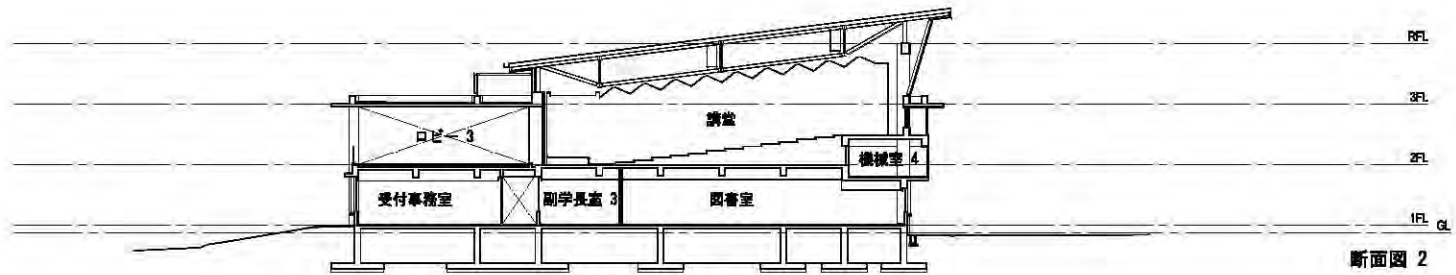 RFL
3FL
講堂
ロビー 3
機械室 4
2FL
受付事務室
副学長室 3
図書室
1FL
GL
断面図 2